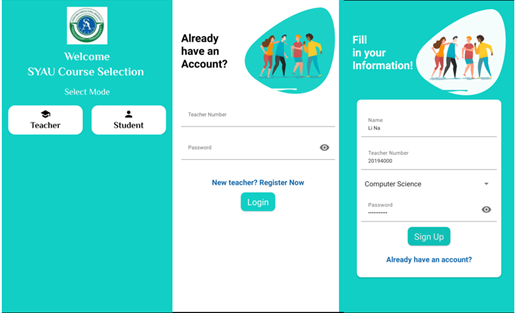 Welcome
SYAU Course Selection
Select Mode
Teacher
Student
Already
have an
Account?
Teacher Number
Password
New teacher? Register Now
Login
Fill
in your
Information!
Name
Li Na
Teacher Number
20194000
Computer Science
Password
••••••••••
Sign Up
Already have an account?